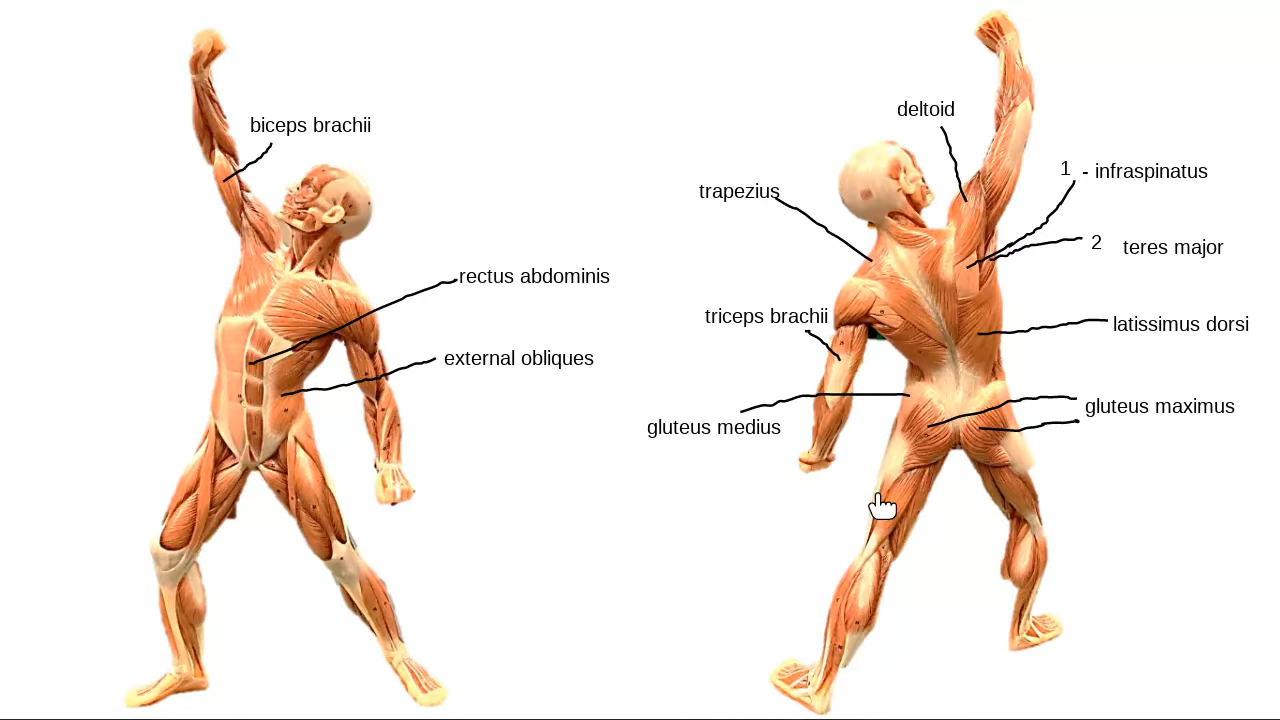 biceps brachii
rectus abdominis
external obliques
deltoid
trapezius
1 - infraspinatus
2 teres major
triceps brachii
latissimus dorsi
gluteus medius
gluteus maximus